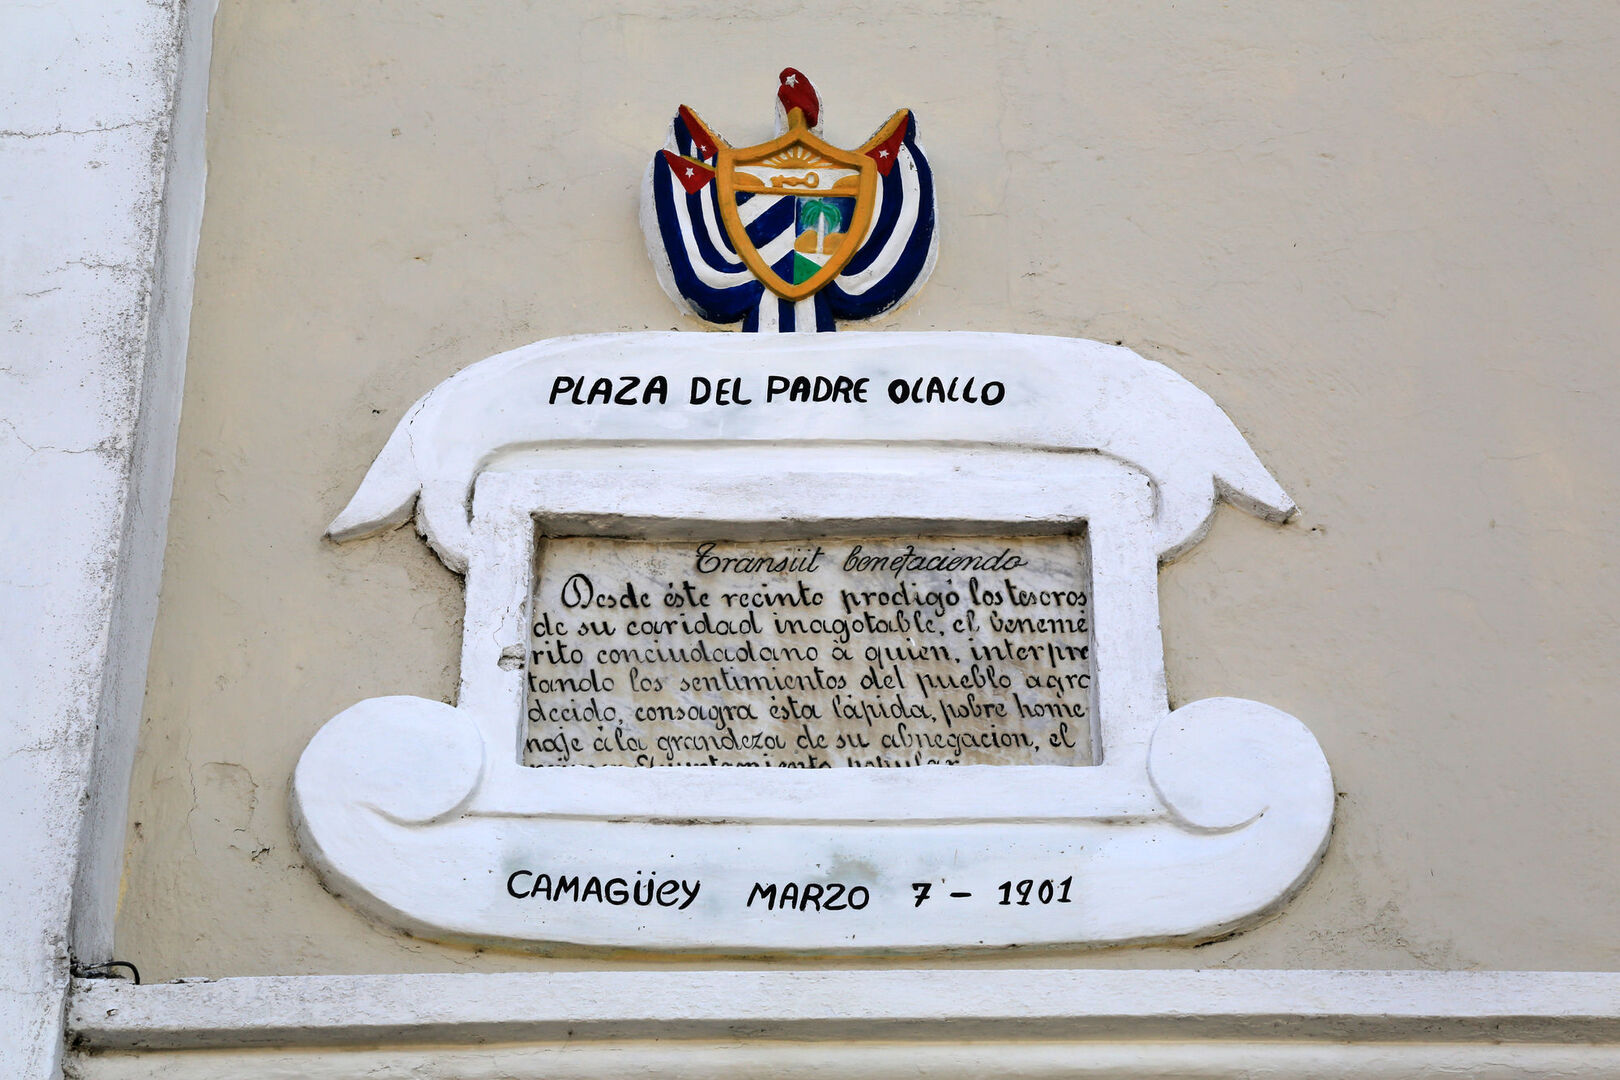 PLAZA DEL PADRE OLALLO
Transiit benefaciendo
Desde éste recinto prodigó los tesoros
de su caridad inagotable, el beneme
rito conciudadano à quien, interpre
tando los sentimientos del pueblo agra
decido, consagra ésta lápida, pobre home
naje à la grandeza de su abnegacion, el
Ayuntamiento popular
CAMAGÜEY MARZO 7 - 1901